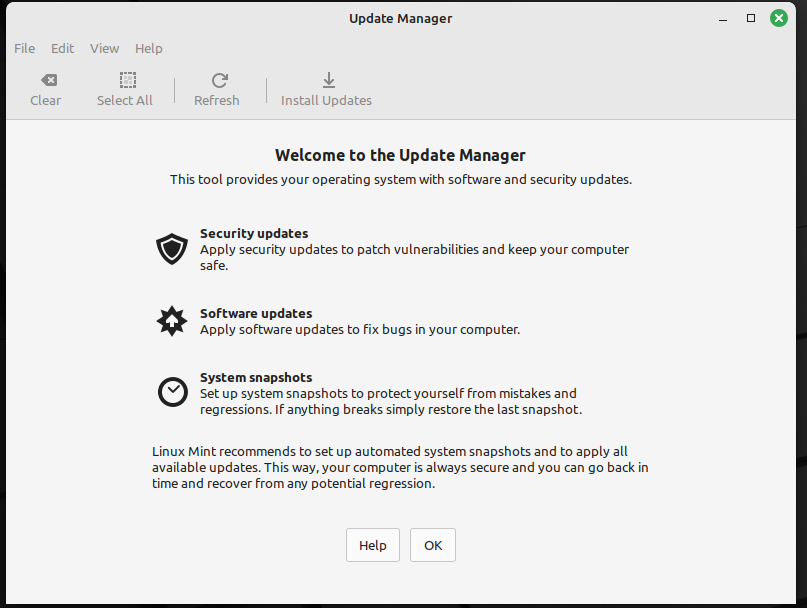 Update Manager
File Edit View Help
Clear Select All Refresh Install Updates
Welcome to the Update Manager
This tool provides your operating system with software and security updates.
Security updates
Apply security updates to patch vulnerabilities and keep your computer
safe.
Software updates
Apply software updates to fix bugs in your computer.
System snapshots
Set up system snapshots to protect yourself from mistakes and
regressions. If anything breaks simply restore the last snapshot.
Linux Mint recommends to set up automated system snapshots and to apply all
available updates. This way, your computer is always secure and you can go back in
time and recover from any potential regression.
Help OK